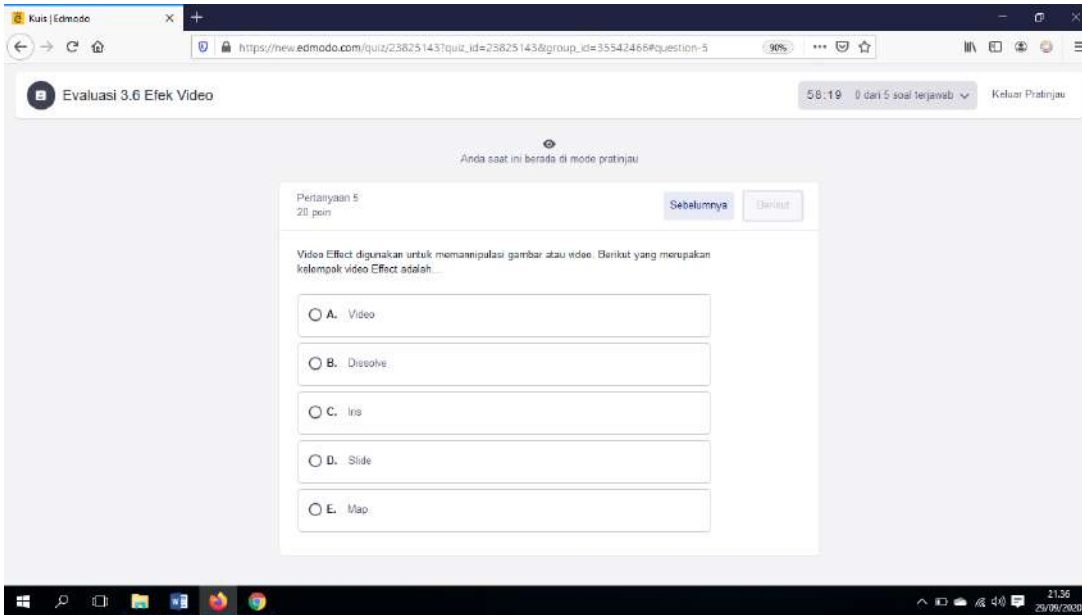 Kuis | Edmodo
https://new.edmodo.com/quiz/23825143?quiz_id=23825143&group_id=35542466#question-5
90%
Evaluasi 3.6 Efek Video
58:19 0 dari 5 soal terjawab
Keluar Pratinjau
Anda saat ini berada di mode pratinjau
Pertanyaan 5
20 poin
Sebelumnya
Berikut
Video Effect digunakan untuk memannipulasi gambar atau video. Berikut yang merupakan
kelompok video Effect adalah....
A. Video
B. Dissolve
C. Iris
D. Slide
E. Map
21.36
29/09/2020